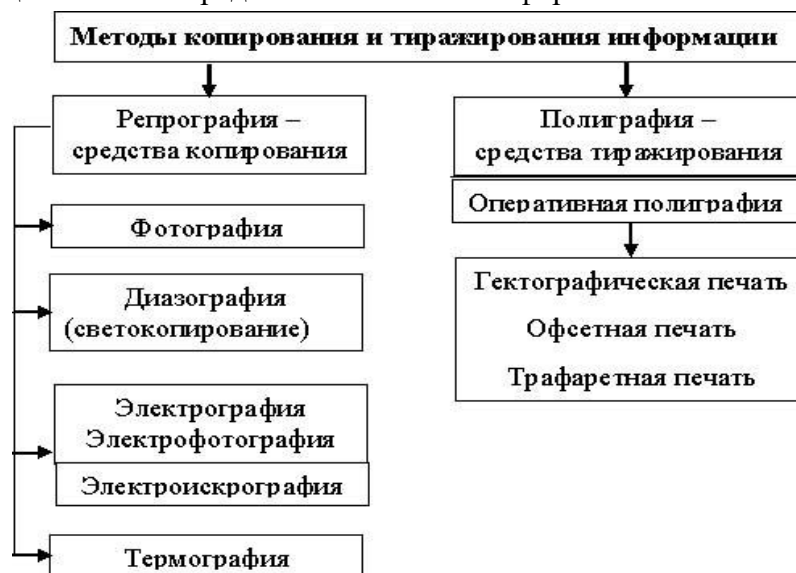 Методы копирования и тиражирования информации
Репрография –
средства копирования
Фотография
Диазография
(светокопирование)
Электрография
Электрофотография
Электроискрография
Термография
Полиграфия –
средства тиражирования
Оперативная полиграфия
Гектографическая печать
Офсетная печать
Трафаретная печать